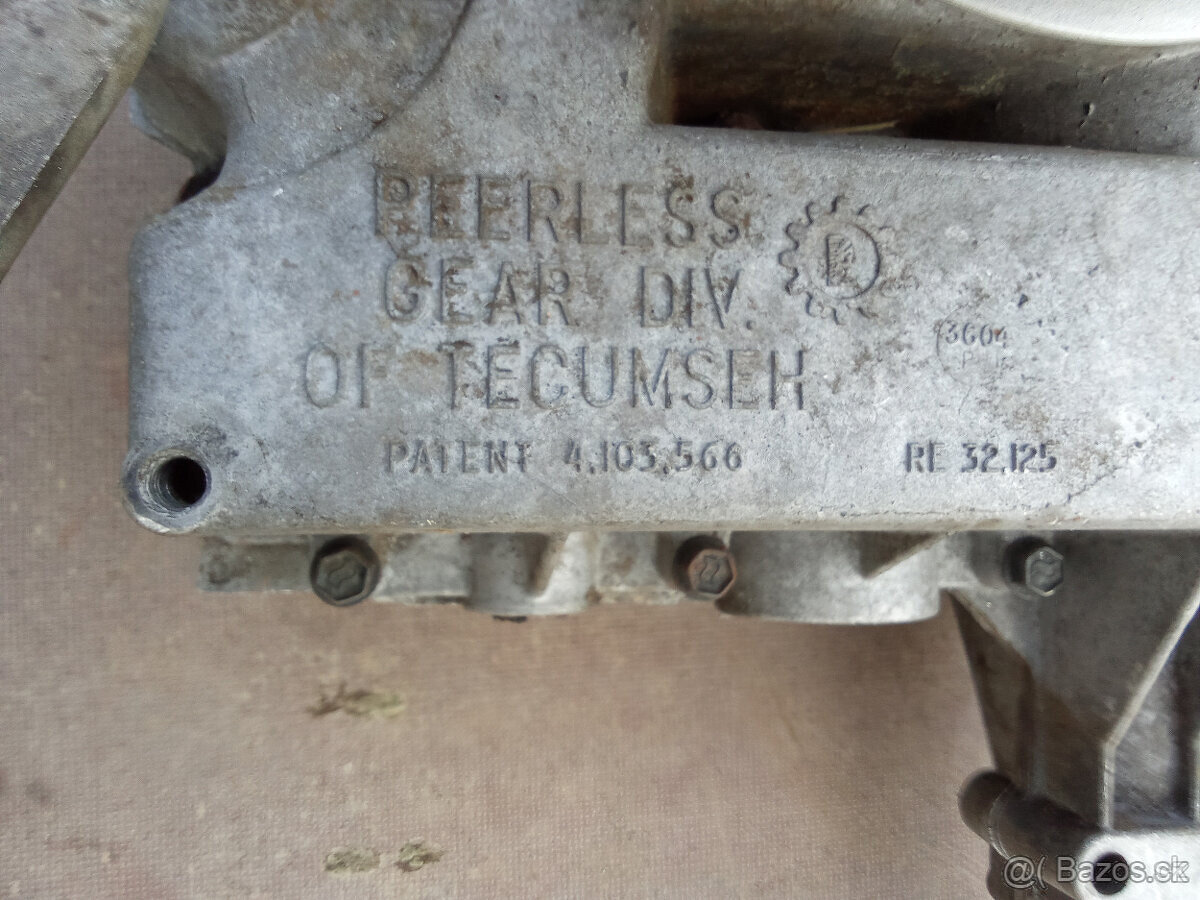 PEERLESS
GEAR DIV.
OF TECUMSEH
3604
P
PATENT 4,103,566 RE 32,125
@( Bazos.sk